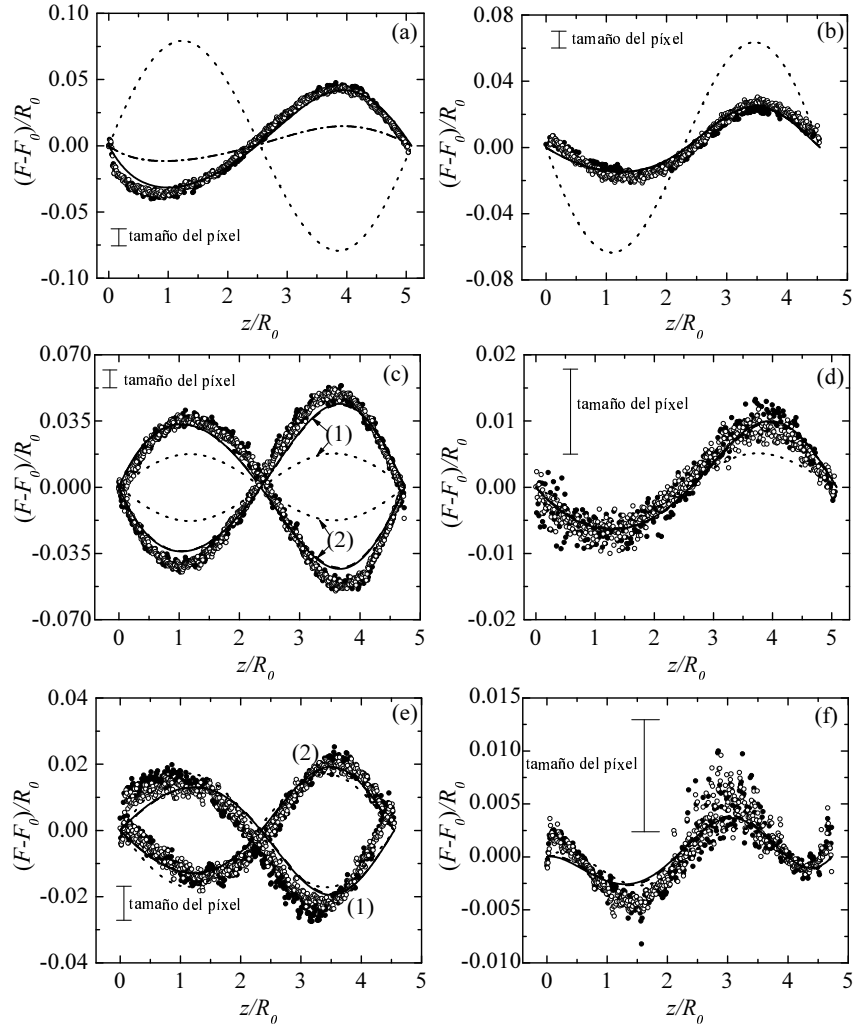 (a)
0.10
0.05
0.00
-0.05
-0.10
(F-F0)/R0
tamaño del píxel
0 1 2 3 4 5
z/R0
(b)
0.08
0.04
0.00
-0.04
-0.08
(F-F0)/R0
tamaño del píxel
0 1 2 3 4 5
z/R0
(c)
0.070
0.035
0.000
-0.035
-0.070
(F-F0)/R0
tamaño del píxel
(1)
(2)
0 1 2 3 4 5
z/R0
(d)
0.02
0.01
0.00
-0.01
-0.02
(F-F0)/R0
tamaño del píxel
0 1 2 3 4 5
z/R0
(e)
0.04
0.02
0.00
-0.02
-0.04
(F-F0)/R0
(2)
(1)
tamaño del píxel
0 1 2 3 4 5
z/R0
(f)
0.015
0.010
0.005
0.000
-0.005
-0.010
(F-F0)/R0
tamaño del píxel
0 1 2 3 4 5
z/R0